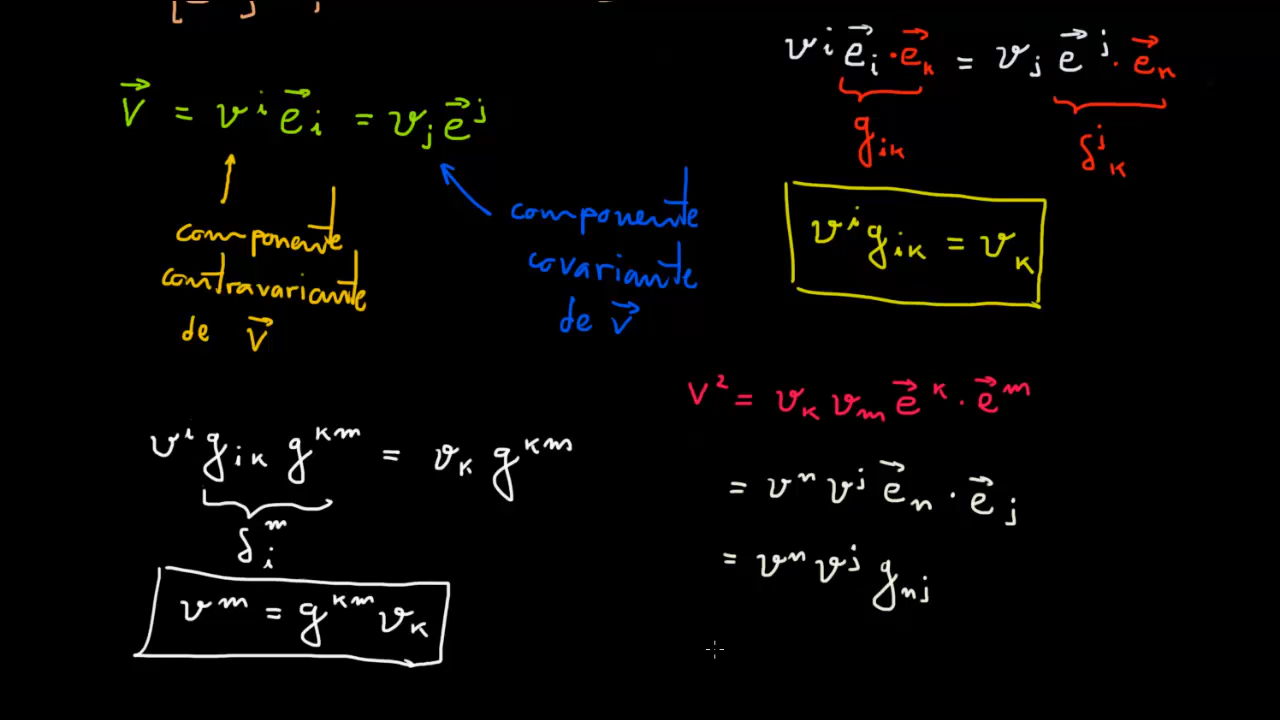 V⃗ = vⁱ e⃗ᵢ = vⱼ e⃗ʲ
componente
contravariante
de V⃗
componente
covariante
de v⃗
vⁱ e⃗ᵢ · e⃗ₖ = vⱼ e⃗ʲ · e⃗ₙ
gᵢₖ
δʲₖ
vⁱ gᵢₖ = vₖ
vⁱ gᵢₖ gᵏᵐ = vₖ gᵏᵐ
δᵢᵐ
vᵐ = gᵏᵐ vₖ
V² = vₖ vₘ e⃗ᵏ · e⃗ᵐ
= vⁿ vʲ e⃗ₙ · e⃗ⱼ
= vⁿ vʲ gₙⱼ